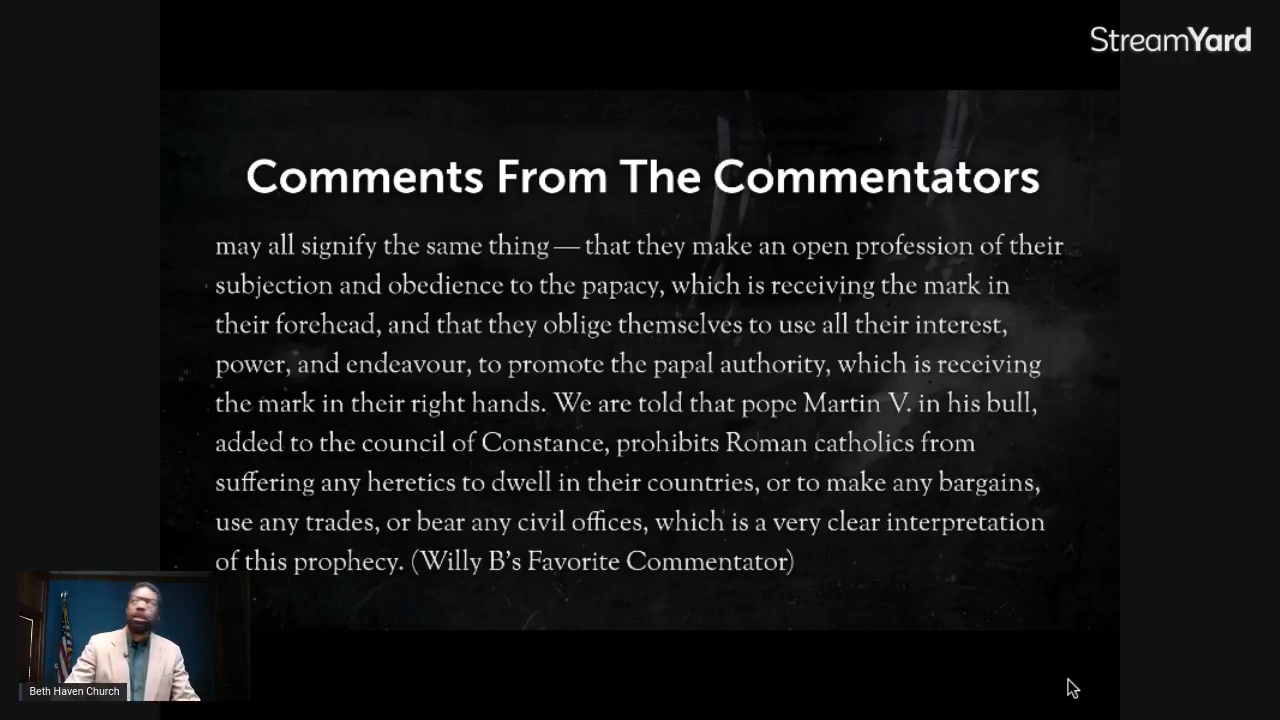 StreamYard
Comments From The Commentators
may all signify the same thing — that they make an open profession of their
subjection and obedience to the papacy, which is receiving the mark in
their forehead, and that they oblige themselves to use all their interest,
power, and endeavour, to promote the papal authority, which is receiving
the mark in their right hands. We are told that pope Martin V. in his bull,
added to the council of Constance, prohibits Roman catholics from
suffering any heretics to dwell in their countries, or to make any bargains,
use any trades, or bear any civil offices, which is a very clear interpretation
of this prophecy. (Willy B’s Favorite Commentator)
Beth Haven Church